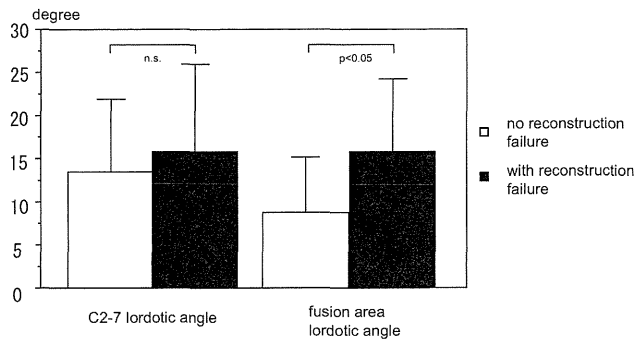 degree
30
25
20
15
10
5
0
n.s.
p<0.05
no reconstruction
failure
with reconstruction
failure
C2-7 lordotic angle
fusion area
lordotic angle